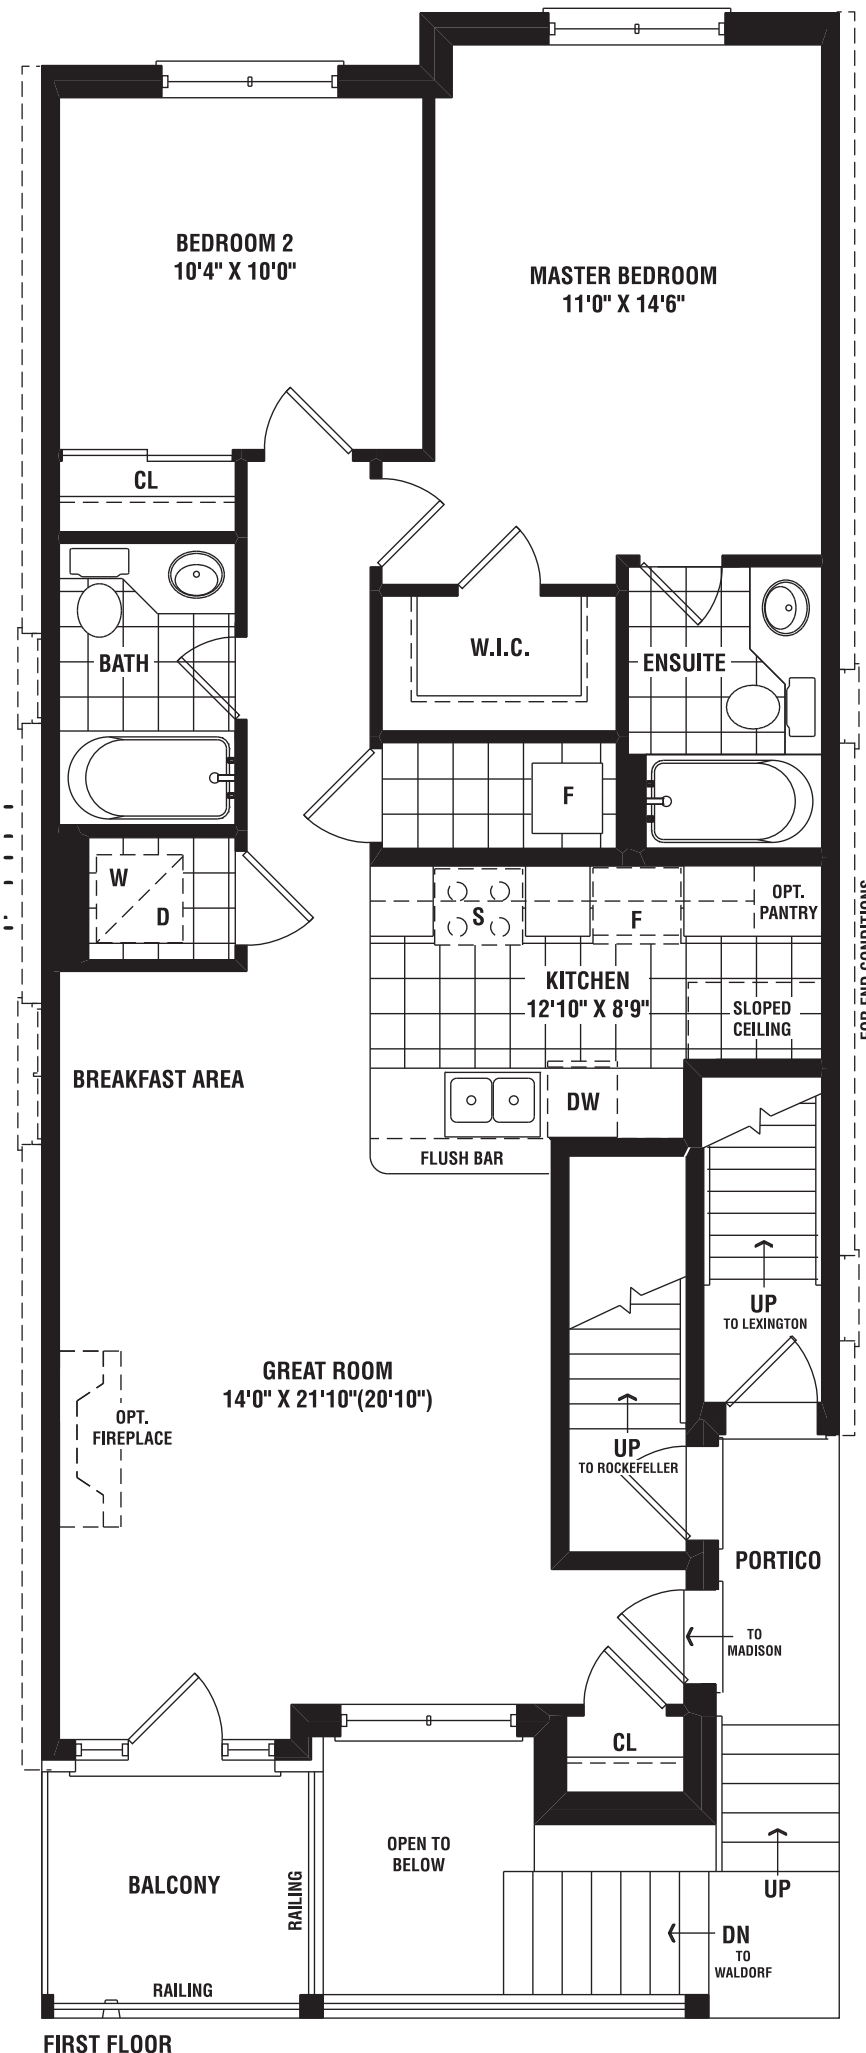 BEDROOM 2
10'4" X 10'0"
MASTER BEDROOM
11'0" X 14'6"
CL
BATH
W.I.C.
ENSUITE
F
W
D
S
F
OPT.
PANTRY
KITCHEN
12'10" X 8'9"
SLOPED
CEILING
FOR END CONDITIONS
BREAKFAST AREA
DW
FLUSH BAR
UP
TO LEXINGTON
GREAT ROOM
14'0" X 21'10"(20'10")
OPT.
FIREPLACE
UP
TO ROCKEFELLER
PORTICO
TO
MADISON
CL
OPEN TO
BELOW
BALCONY
RAILING
RAILING
UP
DN
TO
WALDORF
FIRST FLOOR